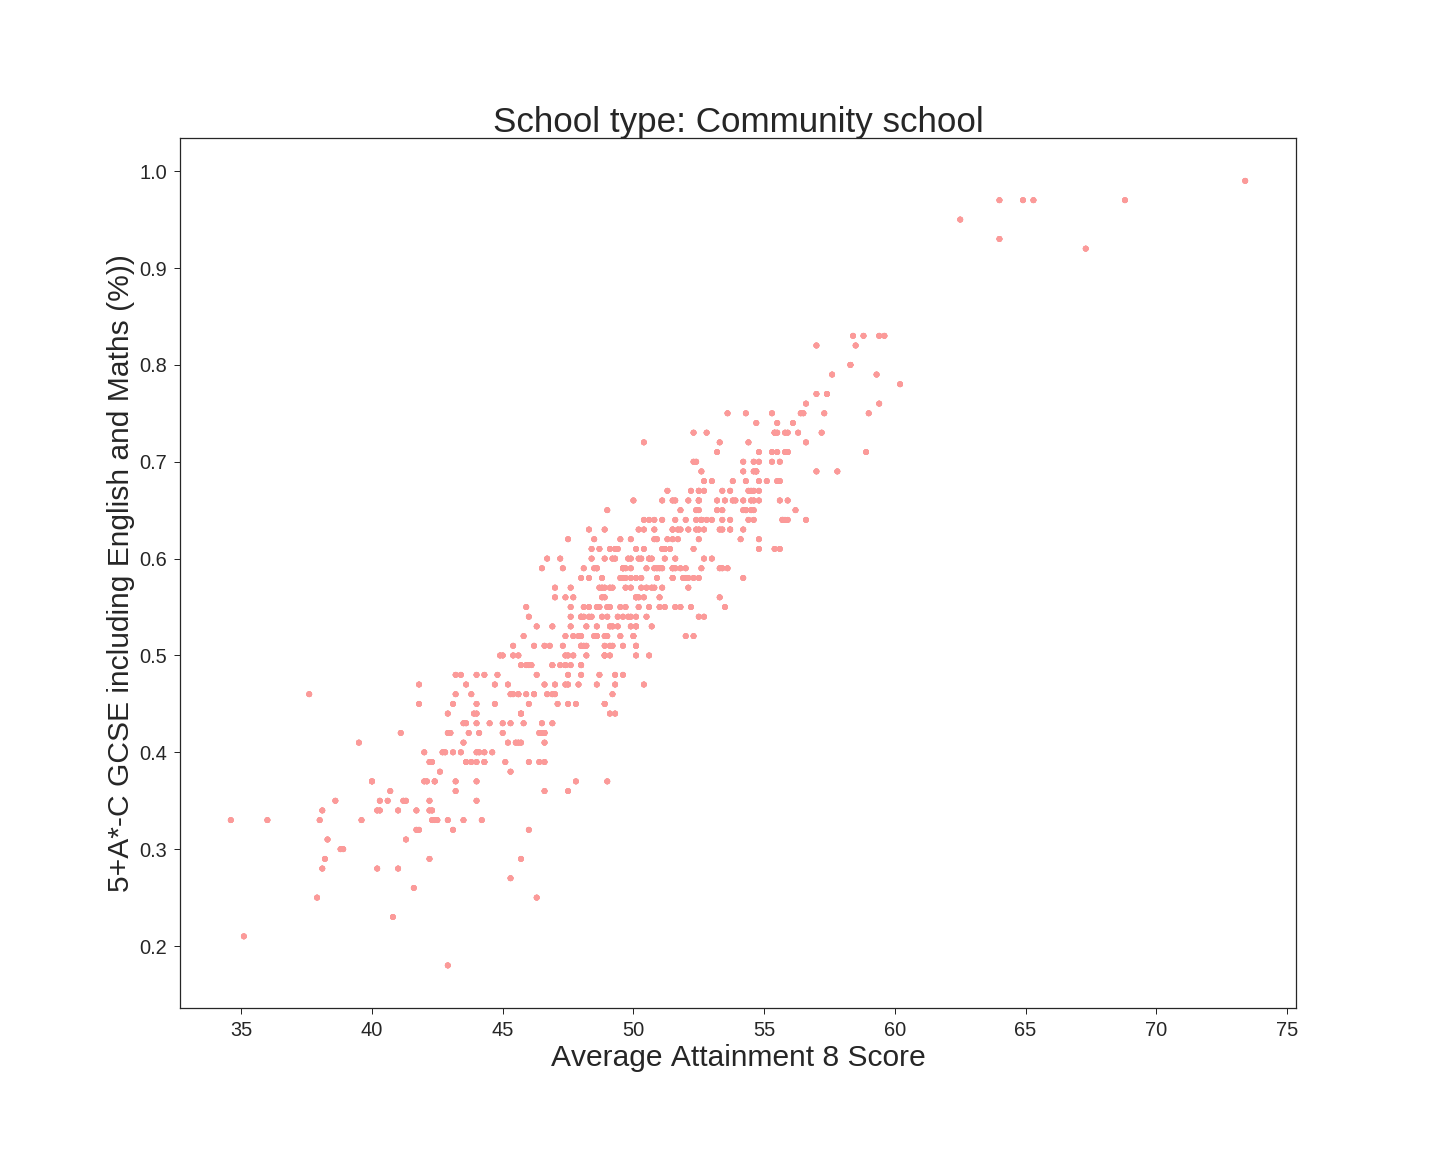 School type: Community school
5+A*-C GCSE including English and Maths (%))
1.0
0.9
0.8
0.7
0.6
0.5
0.4
0.3
0.2
35 40 45 50 55 60 65 70 75
Average Attainment 8 Score